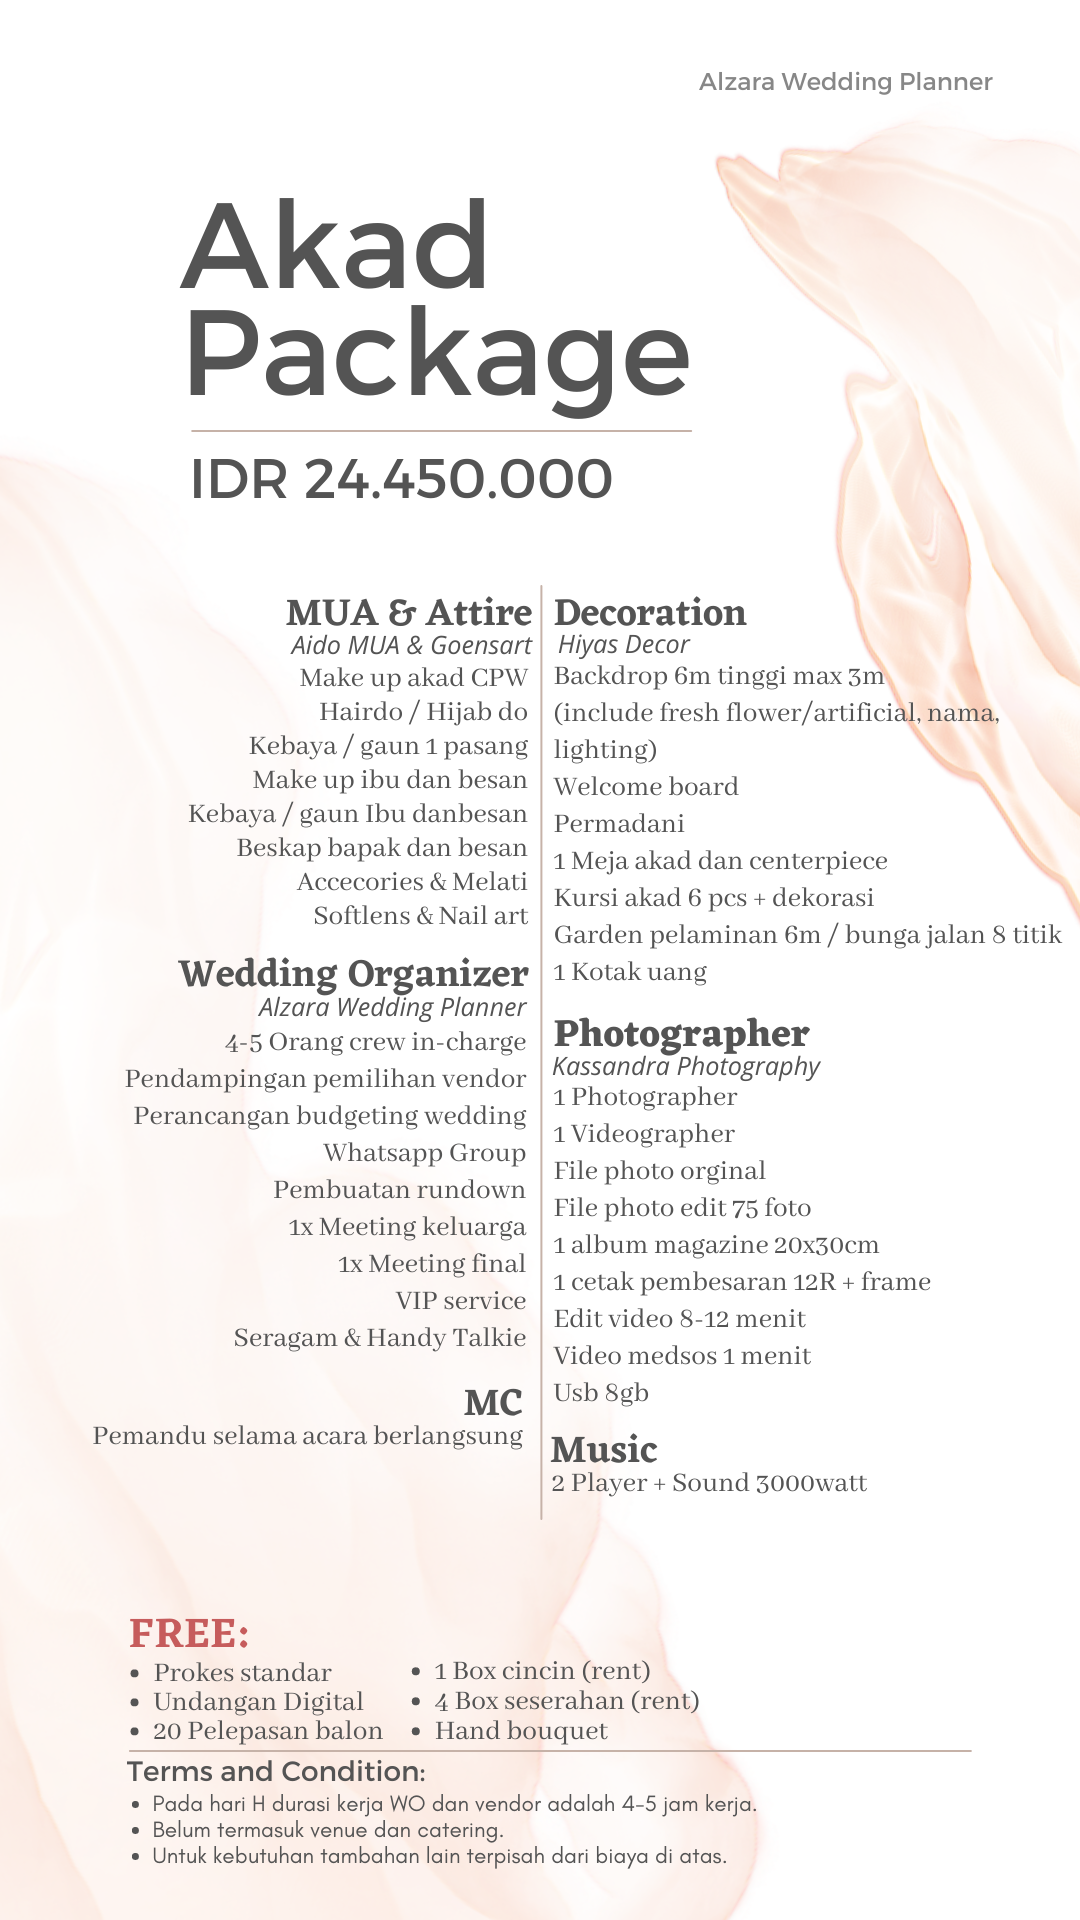 Alzara Wedding Planner
Akad
Package
IDR 24.450.000
MUA & Attire
Aido MUA & Goensart
Make up akad CPW
Hairdo / Hijab do
Kebaya / gaun 1 pasang
Make up ibu dan besan
Kebaya / gaun Ibu danbesan
Beskap bapak dan besan
Accecories & Melati
Softlens & Nail art
Wedding Organizer
Alzara Wedding Planner
4-5 Orang crew in-charge
Pendampingan pemilihan vendor
Perancangan budgeting wedding
Whatsapp Group
Pembuatan rundown
1x Meeting keluarga
1x Meeting final
VIP service
Seragam & Handy Talkie
MC
Pemandu selama acara berlangsung
Decoration
Hiyas Decor
Backdrop 6m tinggi max 3m
(include fresh flower/artificial, nama,
lighting)
Welcome board
Permadani
1 Meja akad dan centerpiece
Kursi akad 6 pcs + dekorasi
Garden pelaminan 6m / bunga jalan 8 titik
1 Kotak uang
Photographer
Kassandra Photography
1 Photographer
1 Videographer
File photo orginal
File photo edit 75 foto
1 album magazine 20x30cm
1 cetak pembesaran 12R + frame
Edit video 8-12 menit
Video medsos 1 menit
Usb 8gb
Music
2 Player + Sound 3000watt
FREE:
• Prokes standar
• Undangan Digital
• 20 Pelepasan balon
• 1 Box cincin (rent)
• 4 Box seserahan (rent)
• Hand bouquet
Terms and Condition:
• Pada hari H durasi kerja WO dan vendor adalah 4-5 jam kerja.
• Belum termasuk venue dan catering.
• Untuk kebutuhan tambahan lain terpisah dari biaya di atas.